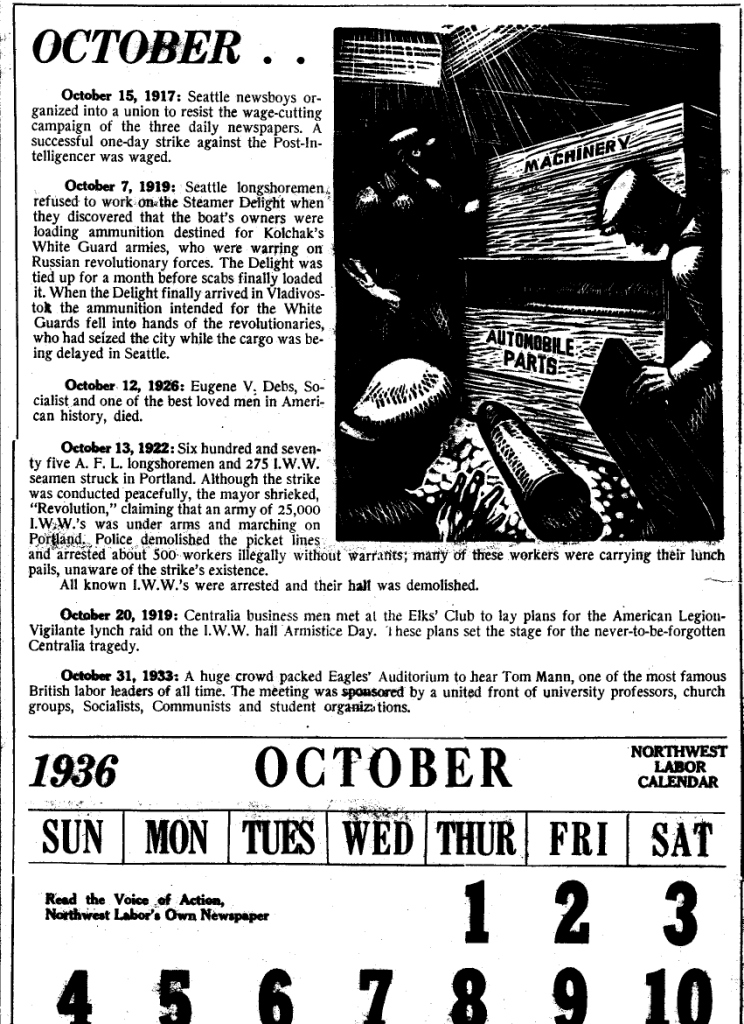 OCTOBER . .
October 15, 1917: Seattle newsboys or-
ganized into a union to resist the wage-cutting
campaign of the three daily newspapers. A
successful one-day strike against the Post-In-
telligencer was waged.
October 7, 1919: Seattle longshoremen
refused to work on the Steamer Delight when
they discovered that the boat's owners were
loading ammunition destined for Kolchak's
White Guard armies, who were warring on
Russian revolutionary forces. The Delight was
tied up for a month before scabs finally loaded
it. When the Delight finally arrived in Vladivos-
tok the ammunition intended for the White
Guards fell into hands of the revolutionaries,
who had seized the city while the cargo was be-
ing delayed in Seattle.
October 12, 1926: Eugene V. Debs, So-
cialist and one of the best loved men in Ameri-
can history, died.
October 13, 1922: Six hundred and seven-
ty five A. F. L. longshoremen and 275 I.W.W.
seamen struck in Portland. Although the strike
was conducted peacefully, the mayor shrieked,
"Revolution," claiming that an army of 25,000
I.W.W.'s was under arms and marching on
Portland. Police demolished the picket lines
and arrested about 500 workers illegally without warrants; many of these workers were carrying their lunch
pails, unaware of the strike's existence.
All known I.W.W.'s were arrested and their hall was demolished.
October 20, 1919: Centralia business men met at the Elks' Club to lay plans for the American Legion-
Vigilante lynch raid on the I.W.W. hall Armistice Day. These plans set the stage for the never-to-be-forgotten
Centralia tragedy.
October 31, 1933: A huge crowd packed Eagles' Auditorium to hear Tom Mann, one of the most famous
British labor leaders of all time. The meeting was sponsored by a united front of university professors, church
groups, Socialists, Communists and student organizations.
MACHINERY
AUTOMOBILE
PARTS
1936
OCTOBER
NORTHWEST
LABOR
CALENDAR
SUN MON TUES WED THUR FRI SAT
Read the Voice of Action,
Northwest Labor's Own Newspaper
1 2 3
4 5 6 7 8 9 10